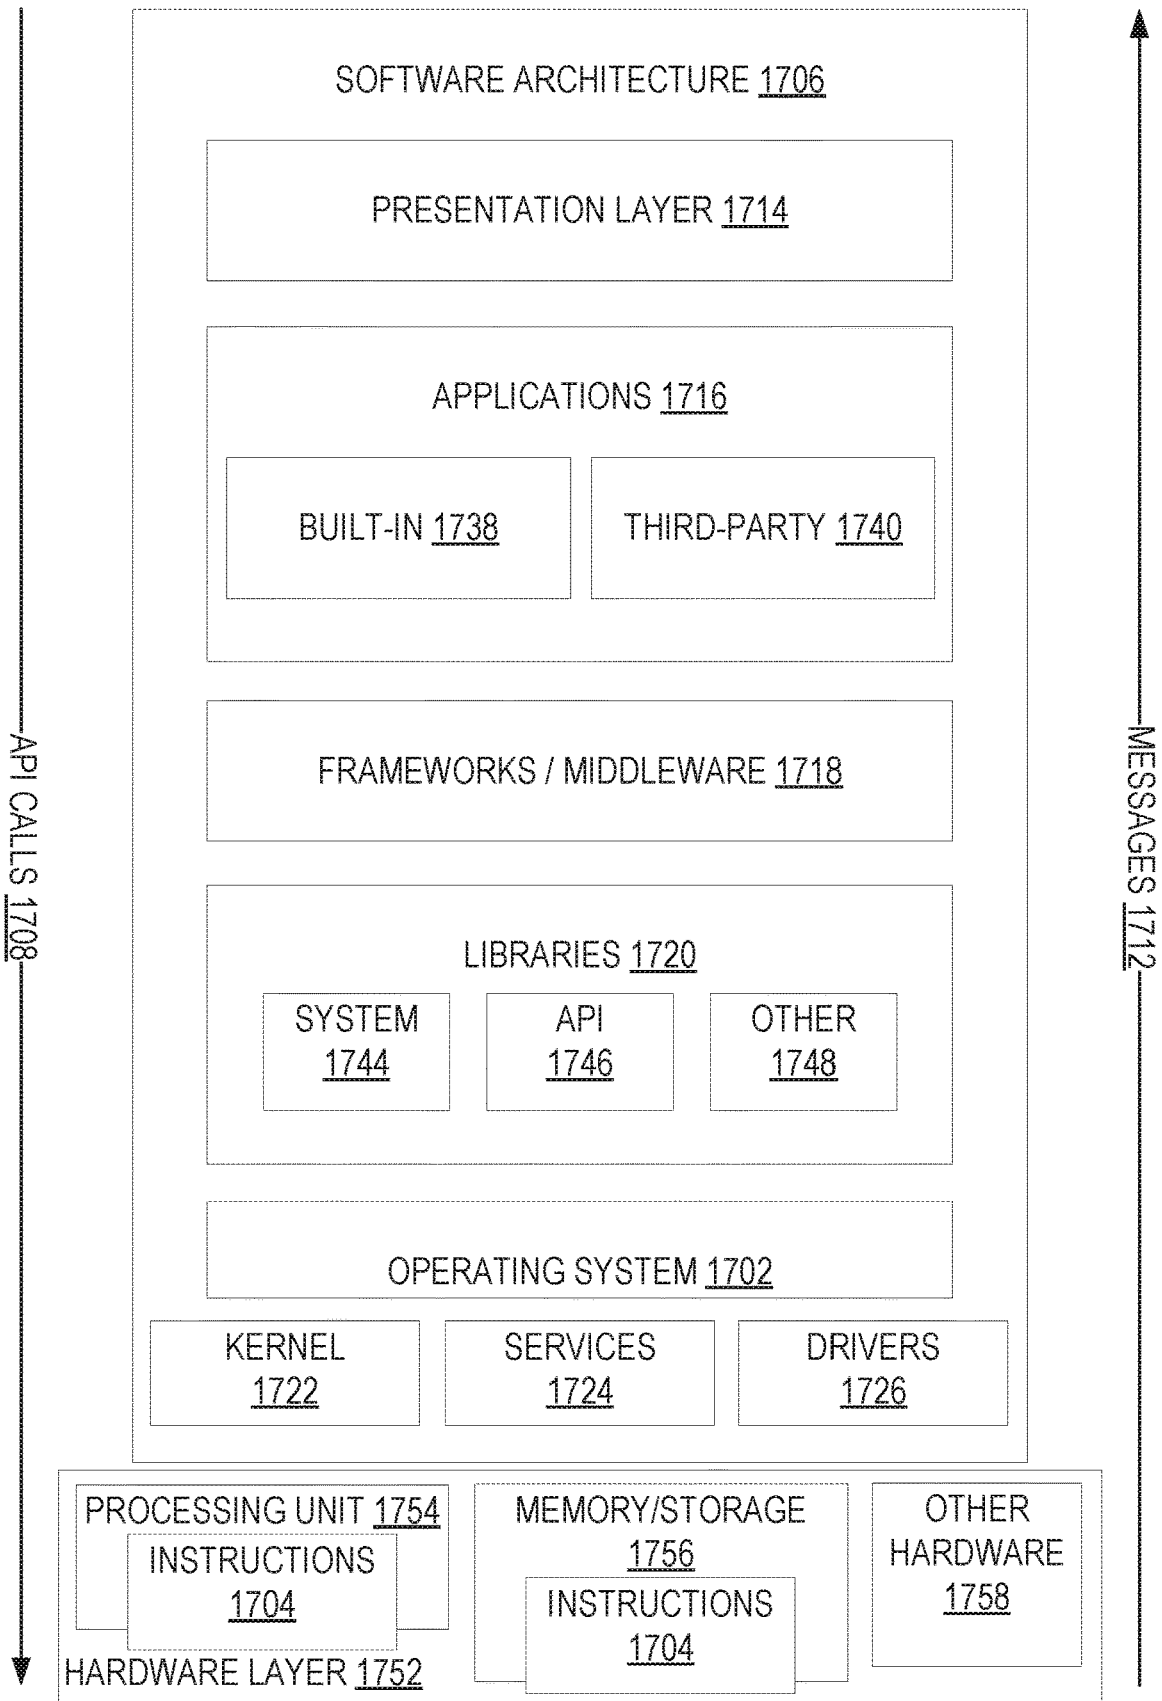 SOFTWARE ARCHITECTURE 1706
PRESENTATION LAYER 1714
APPLICATIONS 1716
BUILT-IN 1738
THIRD-PARTY 1740
FRAMEWORKS / MIDDLEWARE 1718
API CALLS 1708
MESSAGES 1712
LIBRARIES 1720
SYSTEM
1744
API
1746
OTHER
1748
OPERATING SYSTEM 1702
KERNEL
1722
SERVICES
1724
DRIVERS
1726
PROCESSING UNIT 1754
INSTRUCTIONS
1704
MEMORY/STORAGE
1756
INSTRUCTIONS
1704
OTHER
HARDWARE
1758
HARDWARE LAYER 1752